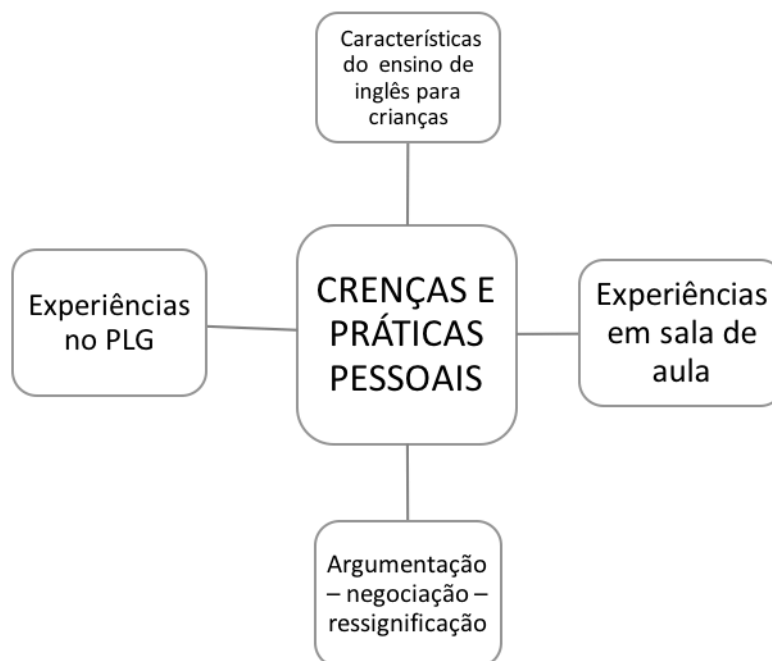 Características
do ensino de
inglês para
crianças
Experiências
no PLG
CRENÇAS E
PRÁTICAS
PESSOAIS
Experiências
em sala de
aula
Argumentação
– negociação –
ressignificação